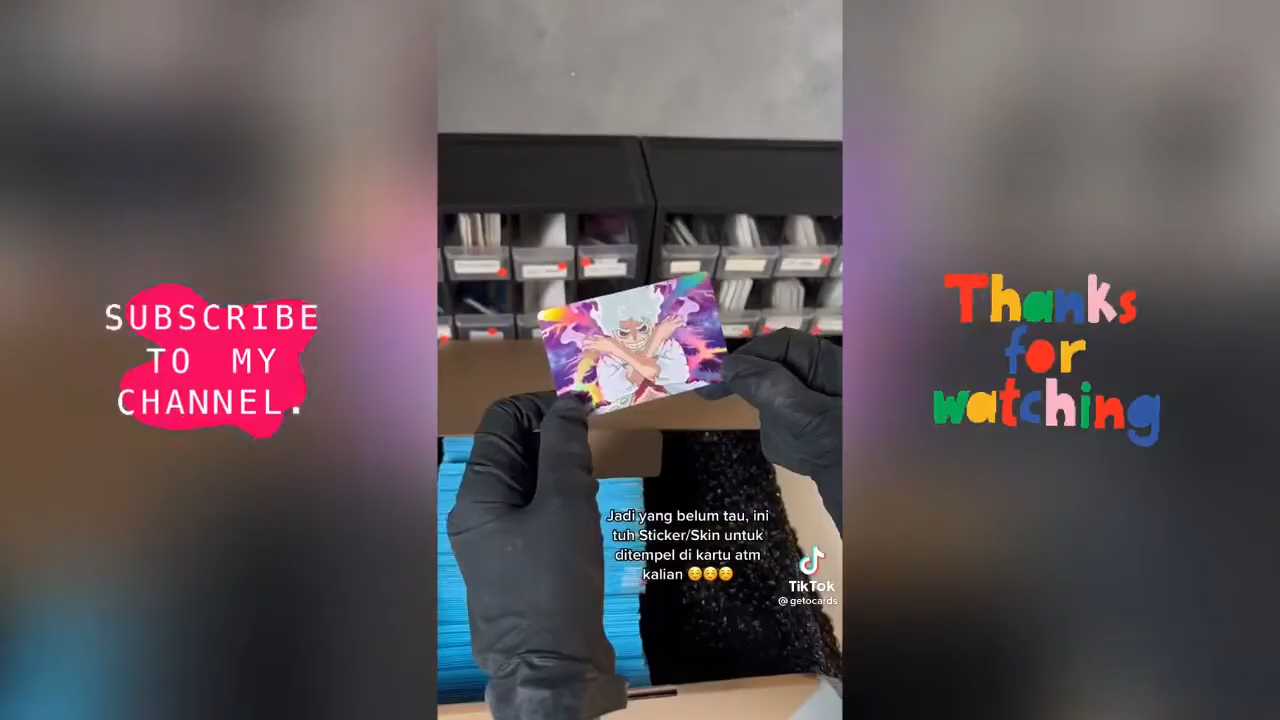 SUBSCRIBE
TO MY
CHANNEL.
Jadi yang belum tau, ini
tuh Sticker/Skin untuk
ditempel di kartu atm
kalian ☺️☺️☺️
TikTok
@getocards
Thanks
for
watching